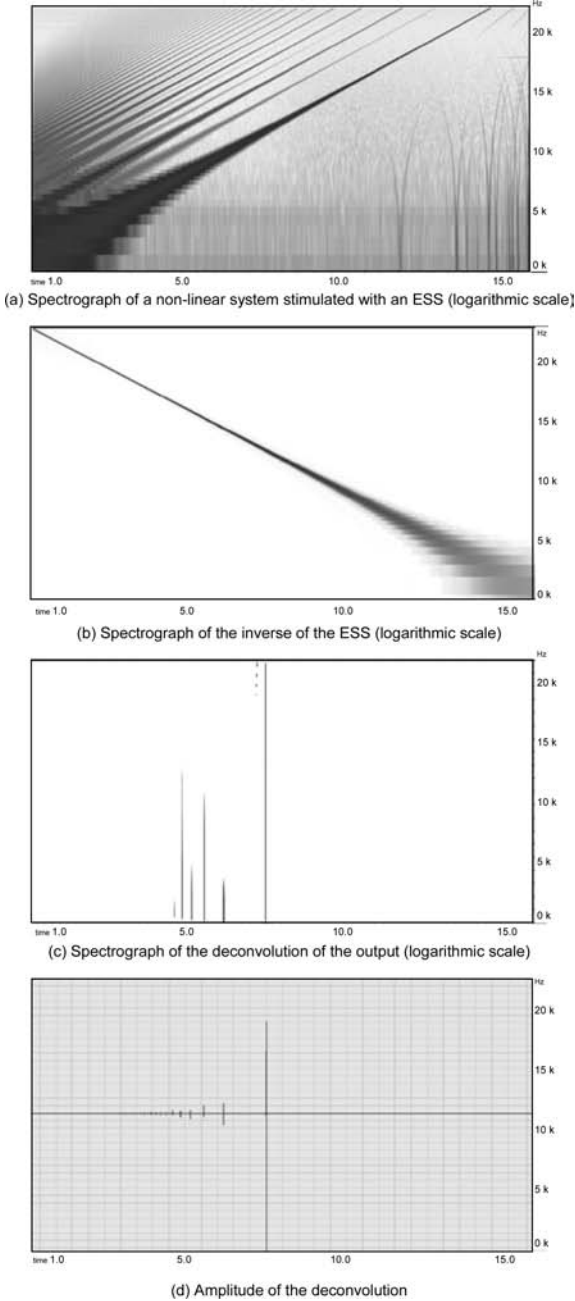 Hz
20 k
15 k
10 k
5 k
0 k
time 1.0 5.0 10.0 15.0
(a) Spectrograph of a non-linear system stimulated with an ESS (logarithmic scale)
Hz
20 k
15 k
10 k
5 k
0 k
time 1.0 5.0 10.0 15.0
(b) Spectrograph of the inverse of the ESS (logarithmic scale)
Hz
20 k
15 k
10 k
5 k
0 k
time 1.0 5.0 10.0 15.0
(c) Spectrograph of the deconvolution of the output (logarithmic scale)
Hz
20 k
15 k
10 k
5 k
0 k
time 1.0 5.0 10.0 15.0
(d) Amplitude of the deconvolution